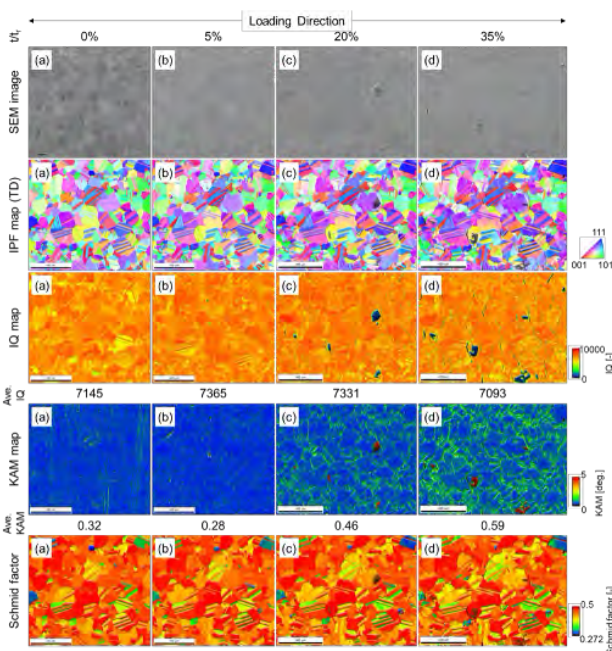 Loading Direction
t/tr 0% 5% 20% 35%
SEM image
(a) (b) (c) (d)
IPF map (TD)
(a) (b) (c) (d)
111
001 101
IQ map
(a) (b) (c) (d)
10000
0
IQ [-]
Ave. IQ
7145 7365 7331 7093
KAM map
(a) (b) (c) (d)
5
0
KAM [deg.]
Ave. KAM
0.32 0.28 0.46 0.59
Schmid factor
(a) (b) (c) (d)
0.5
0.272
schmid factor [-]